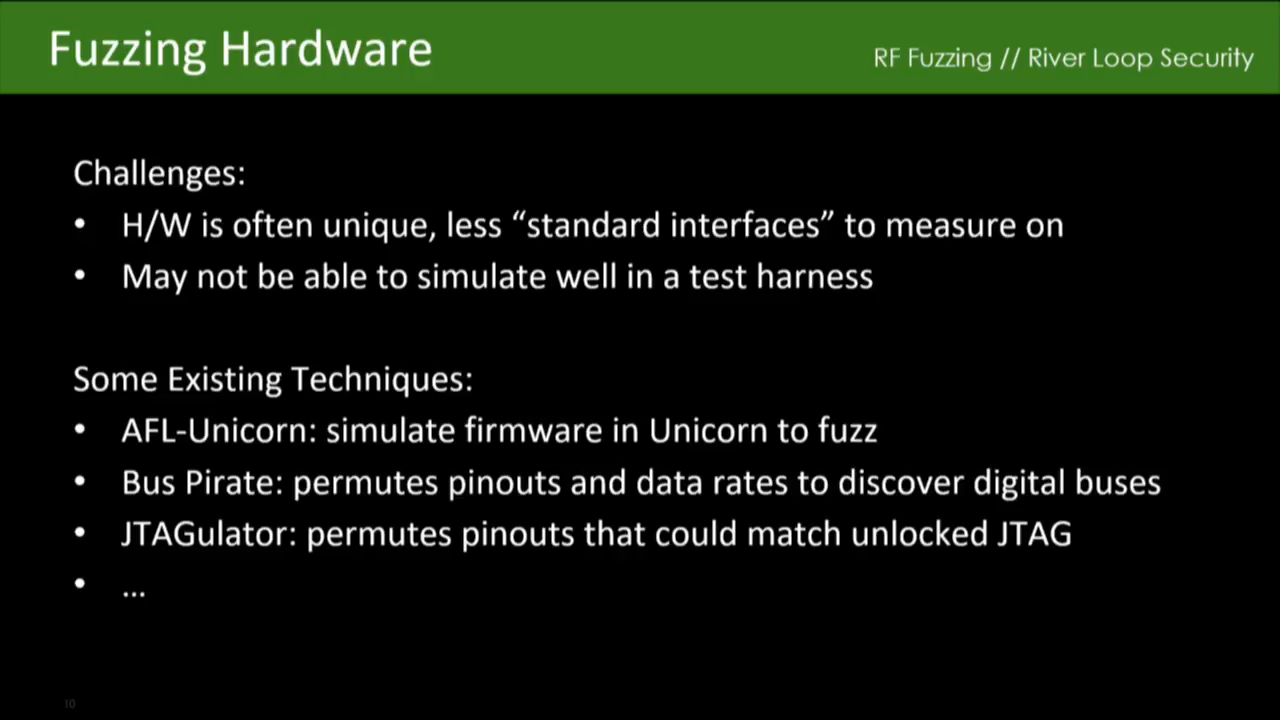 Fuzzing Hardware
RF Fuzzing // River Loop Security
Challenges:
• H/W is often unique, less “standard interfaces” to measure on
• May not be able to simulate well in a test harness
Some Existing Techniques:
• AFL-Unicorn: simulate firmware in Unicorn to fuzz
• Bus Pirate: permutes pinouts and data rates to discover digital buses
• JTAGulator: permutes pinouts that could match unlocked JTAG
• ...
10